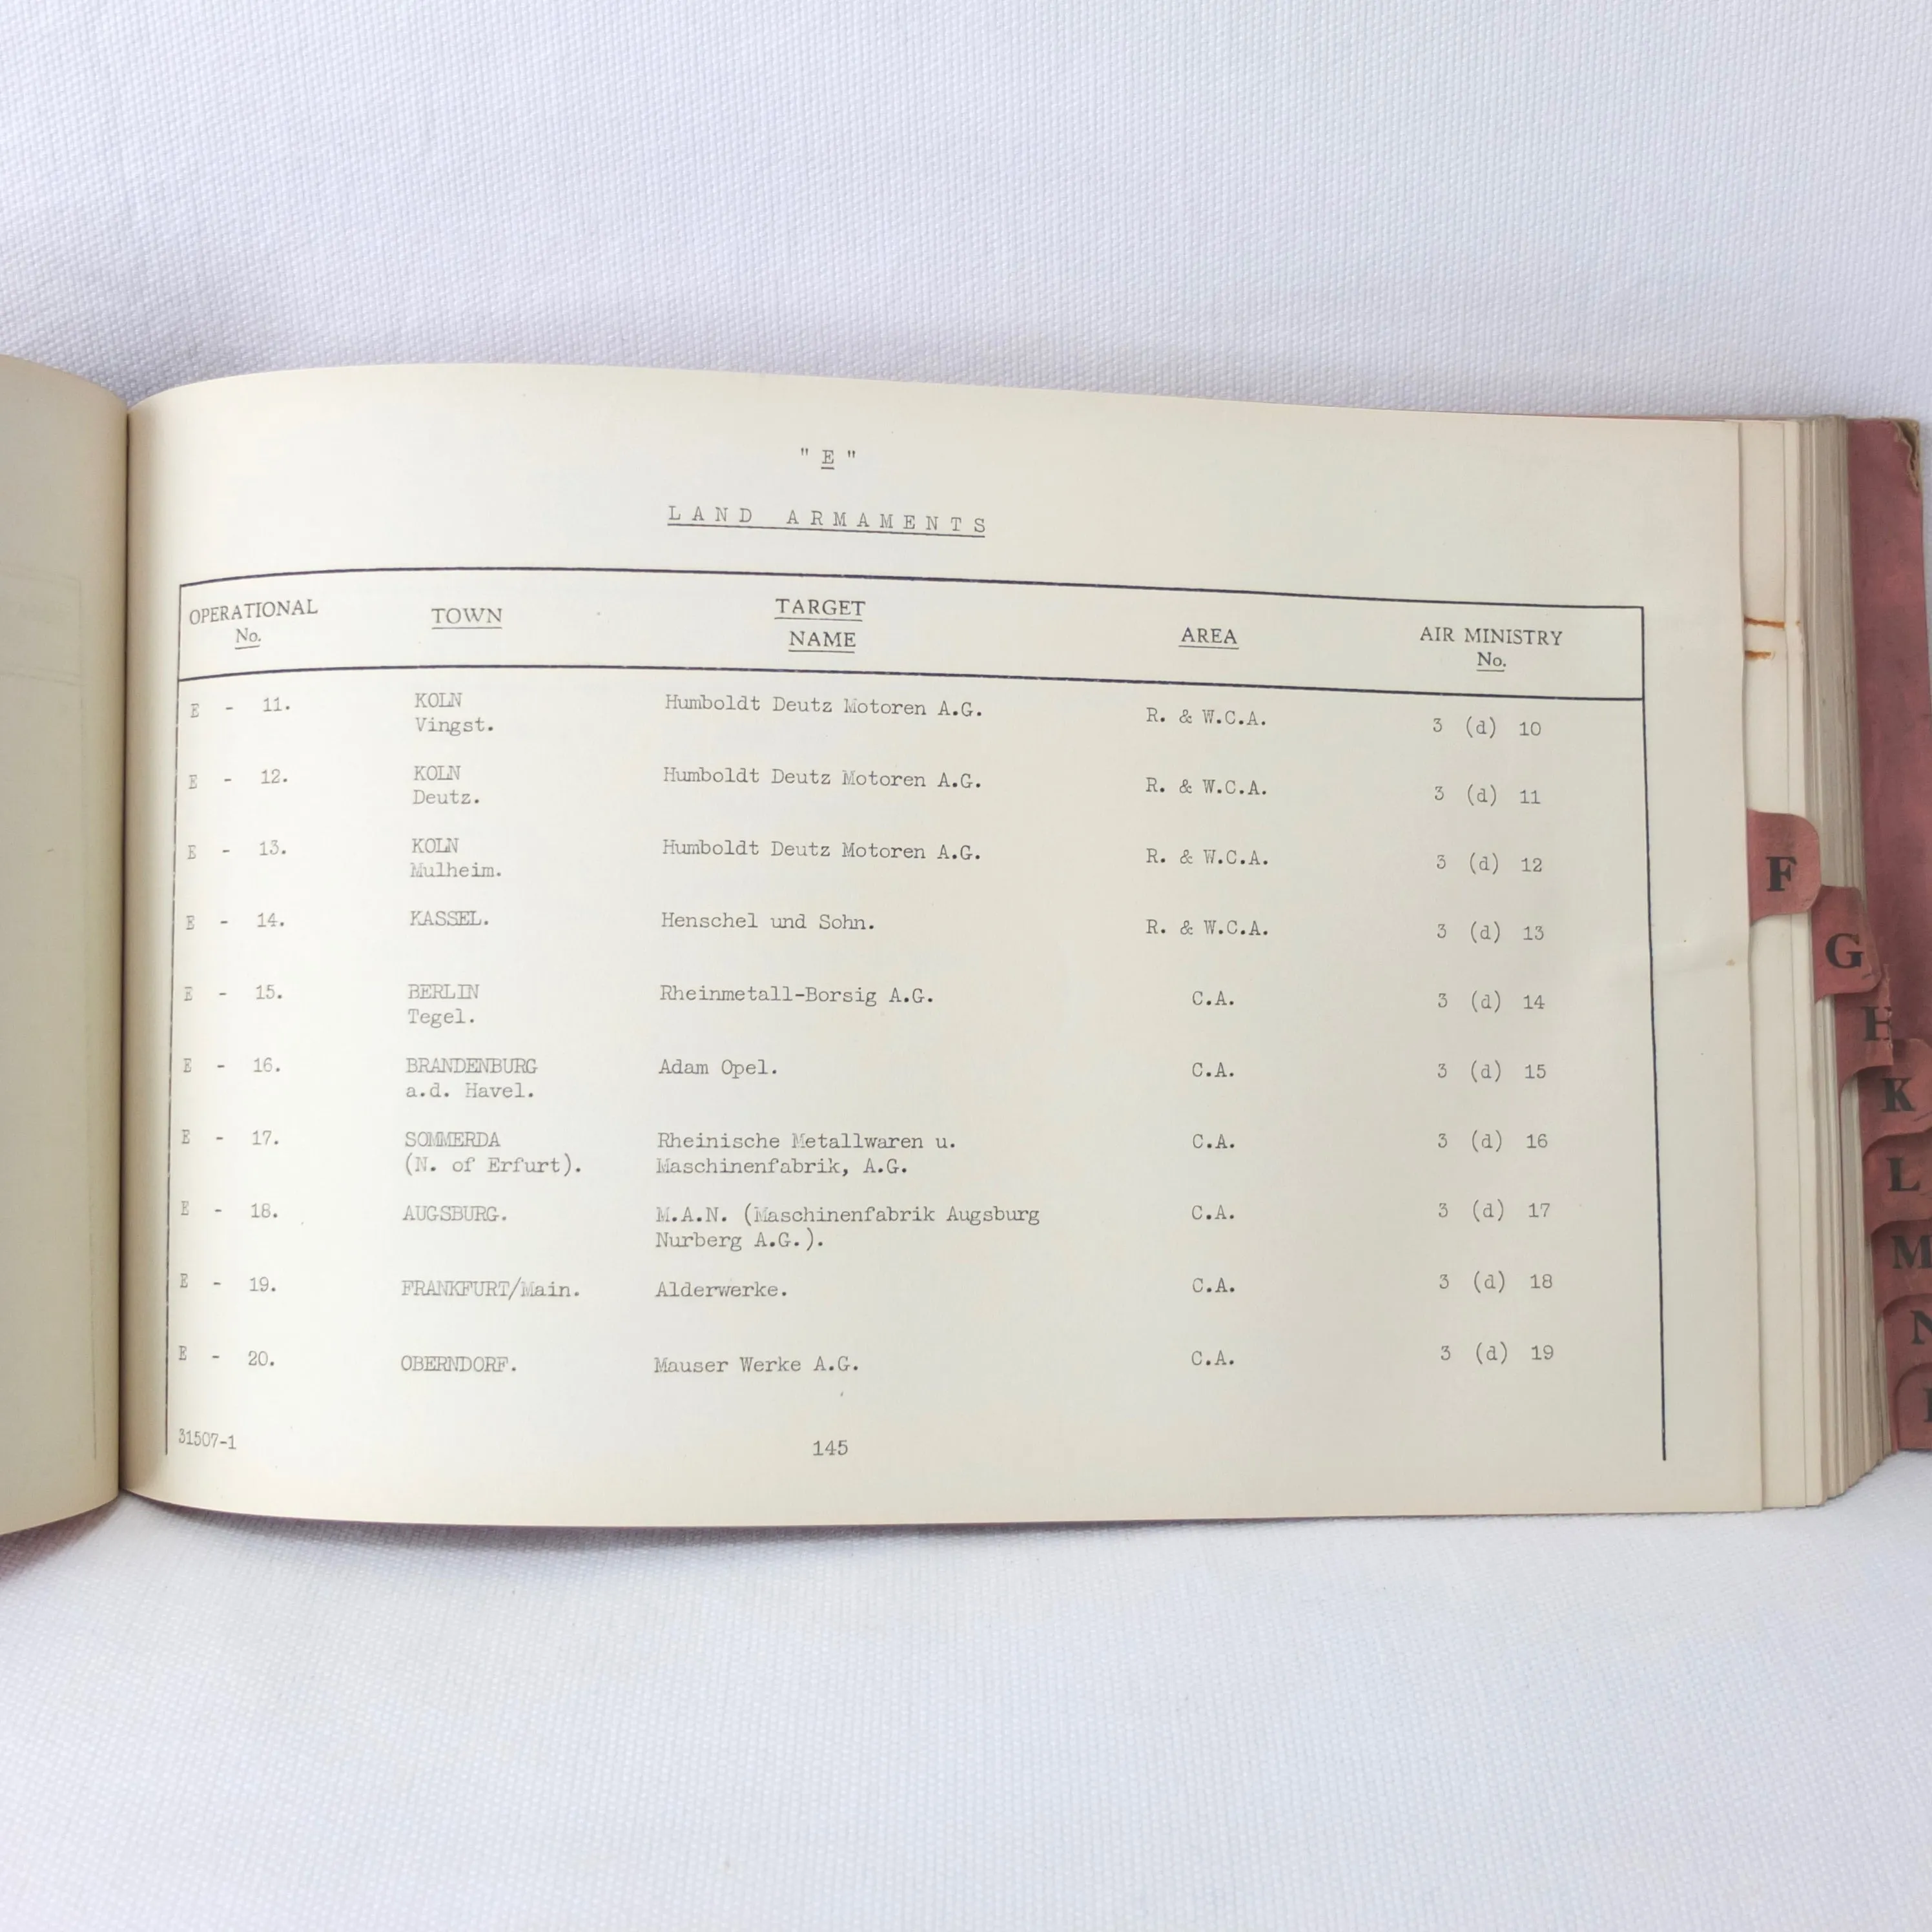 " E "
LAND ARMAMENTS
OPERATIONAL No. TOWN TARGET NAME AREA AIR MINISTRY No.
E - 11. KOLN Humboldt Deutz Motoren A.G. R. & W.C.A. 3 (d) 10
Vingst.
E - 12. KOLN Humboldt Deutz Motoren A.G. R. & W.C.A. 3 (d) 11
Deutz.
E - 13. KOLN Humboldt Deutz Motoren A.G. R. & W.C.A. 3 (d) 12
Mulheim.
E - 14. KASSEL. Henschel und Sohn. R. & W.C.A. 3 (d) 13
E - 15. BERLIN Rheinmetall-Borsig A.G. C.A. 3 (d) 14
Tegel.
E - 16. BRANDENBURG Adam Opel. C.A. 3 (d) 15
a.d. Havel.
E - 17. SOMMERDA Rheinische Metallwaren u. C.A. 3 (d) 16
(N. of Erfurt). Maschinenfabrik, A.G.
E - 18. AUGSBURG. M.A.N. (Maschinenfabrik Augsburg C.A. 3 (d) 17
Nurberg A.G.).
E - 19. FRANKFURT/Main. Alderwerke. C.A. 3 (d) 18
E - 20. OBERNDORF. Mauser Werke A.G. C.A. 3 (d) 19
31507-1 145
F
G
H
K
L
M
N